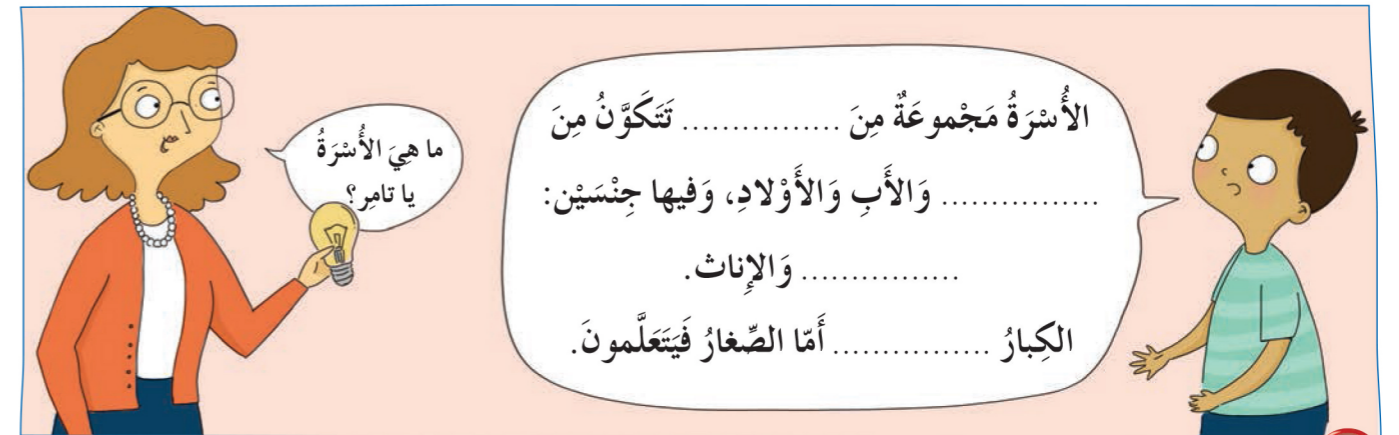 ما هِيَ الأُسْرَةُ
يا تامِر؟
الأُسْرَةُ مَجْموعَةٌ مِنَ ................ تَتَكَوَّنُ مِنَ
................ وَالأَبِ وَالأَوْلادِ، وَفيها جِنْسَيْن:
................ وَالإِناث.
الكِبارُ ................ أَمّا الصِّغارُ فَيَتَعَلَّمونَ.